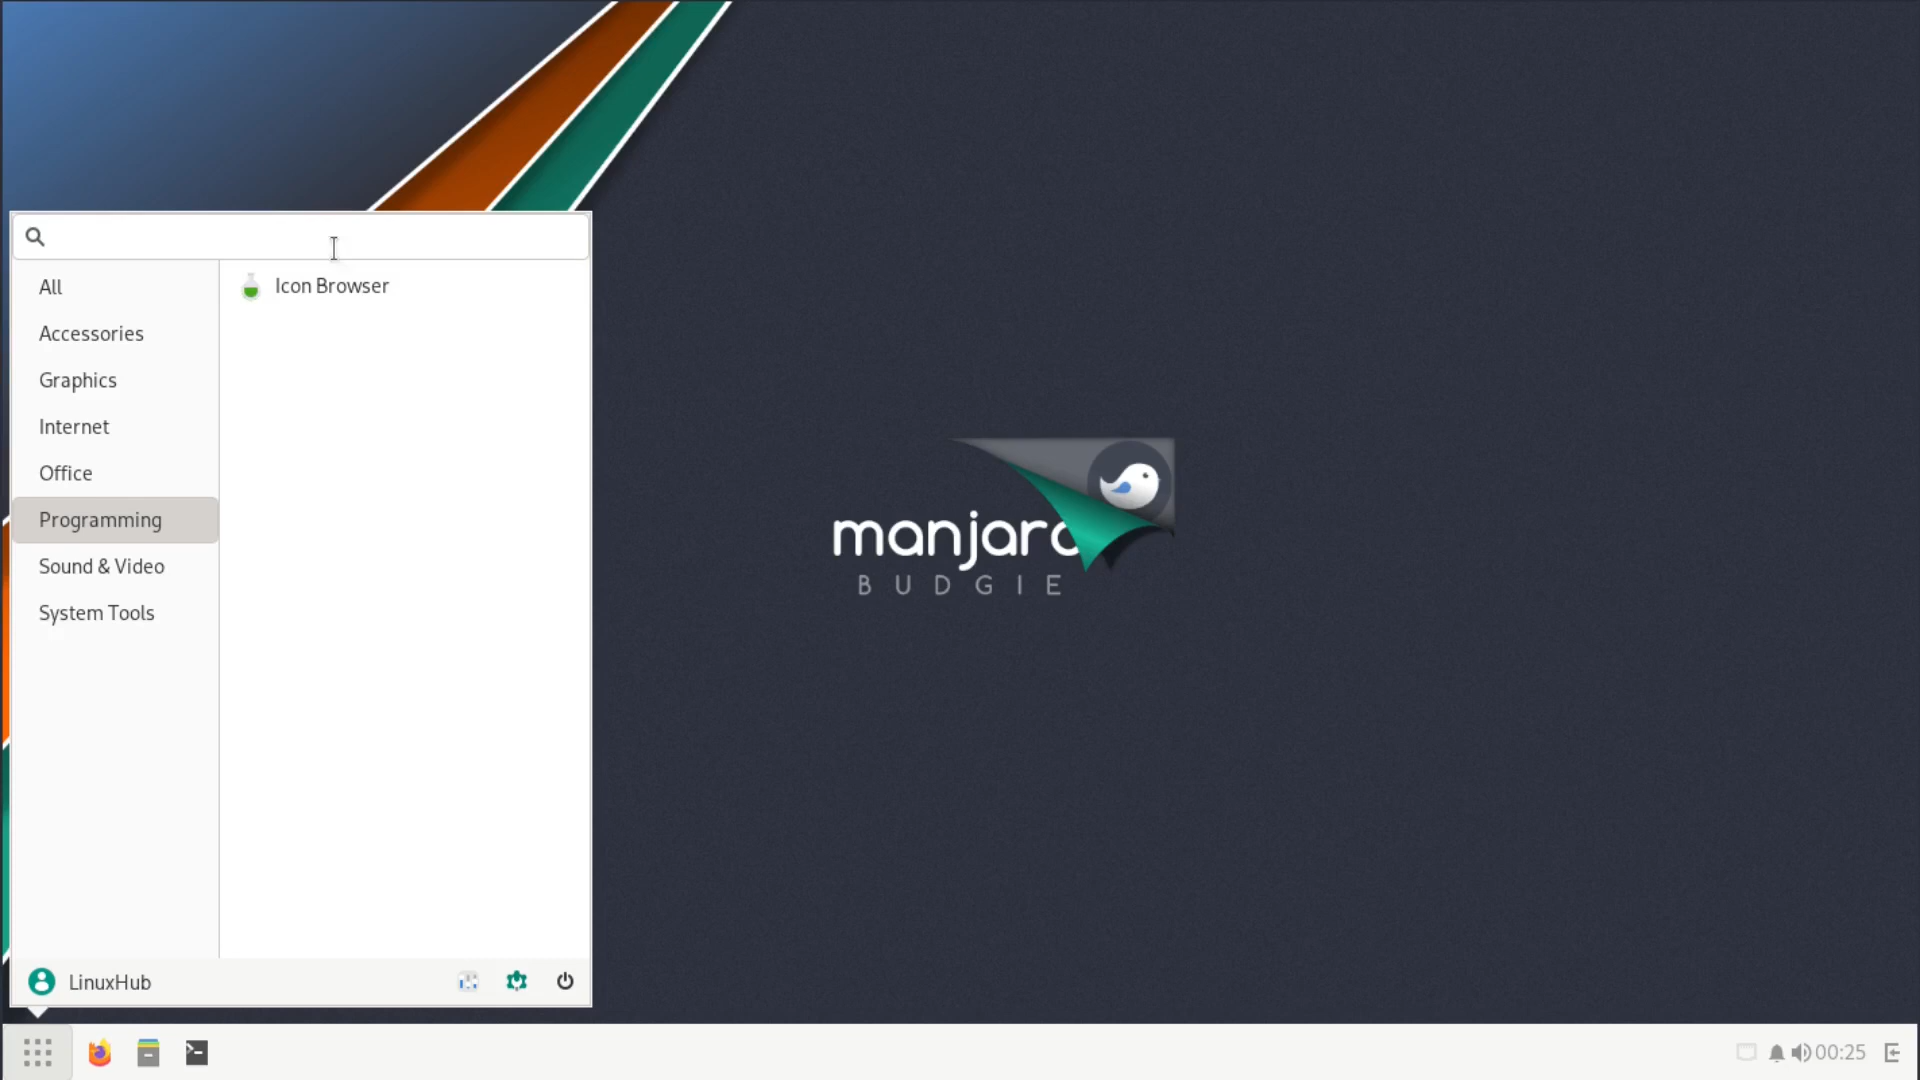 All
Icon Browser
Accessories
Graphics
Internet
Office
Programming
Sound & Video
System Tools
manjaro
BUDGIE
LinuxHub
00:25